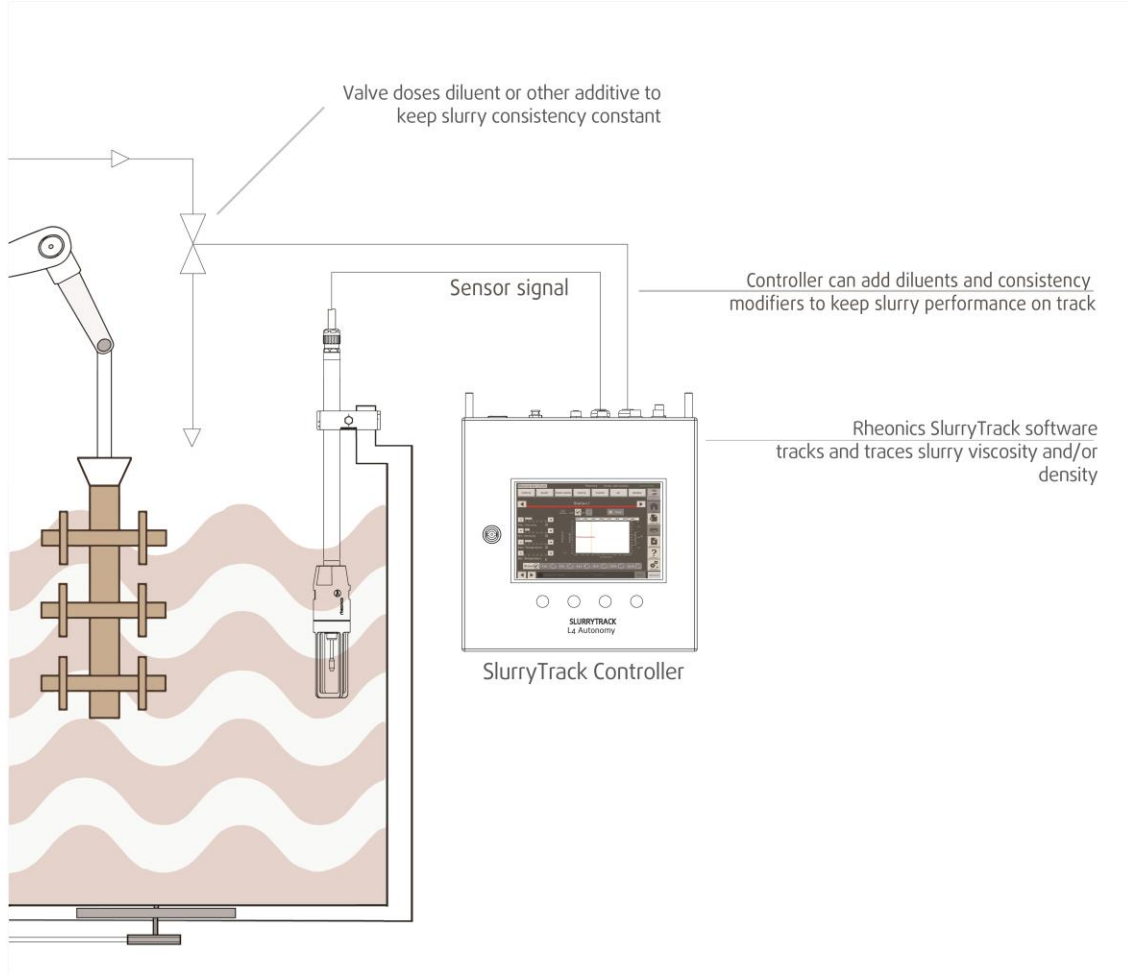 Valve doses diluent or other additive to
keep slurry consistency constant
Sensor signal
Controller can add diluents and consistency
modifiers to keep slurry performance on track
Rheonics SlurryTrack software
tracks and traces slurry viscosity and/or
density
SLURRYTRACK
L4 Autonomy
SlurryTrack Controller